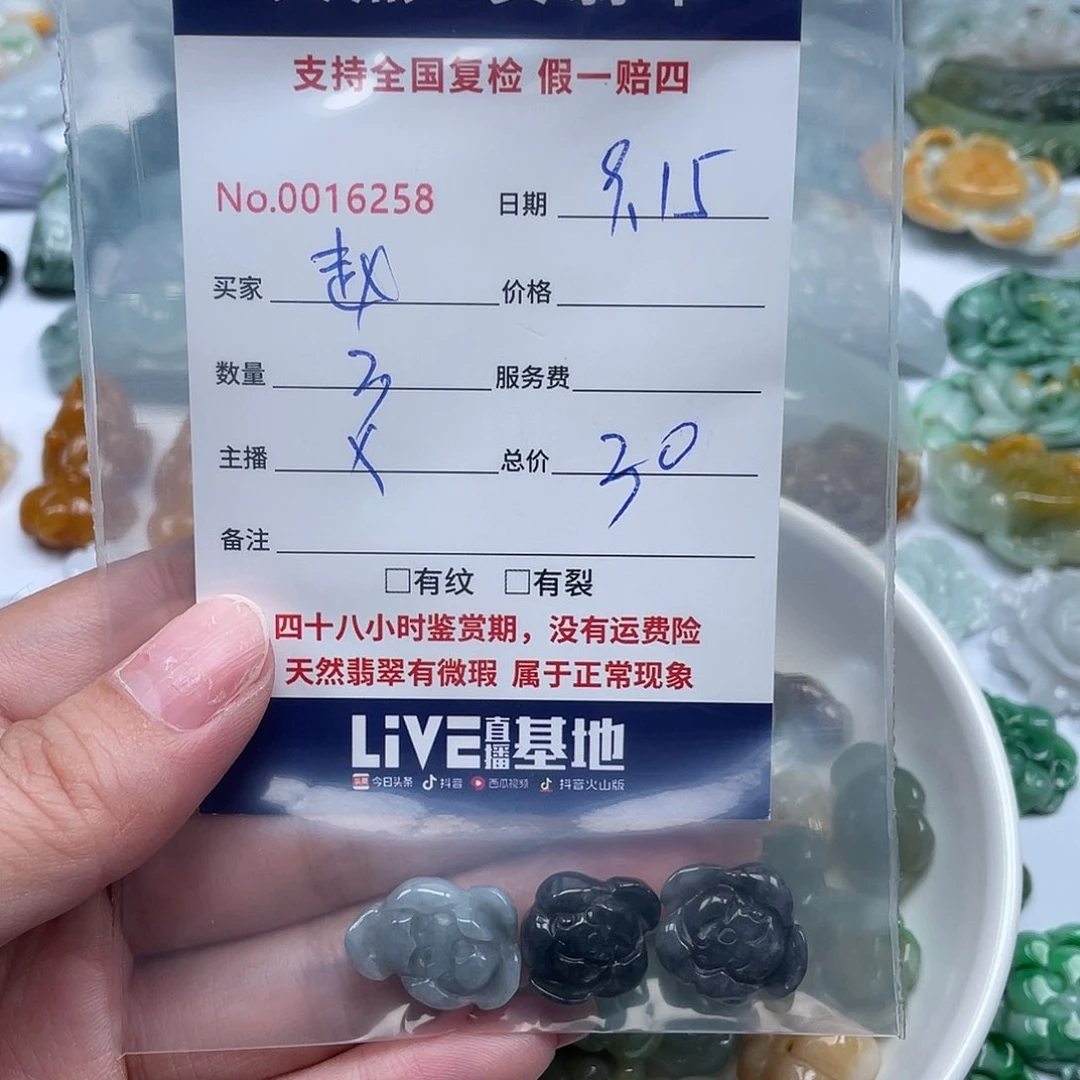 支持全国复检 假一赔四
No.0016258 日期 9.15
买家 赵 价格
数量 3 服务费
主播 X 总价 30
备注
□有纹 □有裂
四十八小时鉴赏期，没有运费险
天然翡翠有微瑕 属于正常现象
LiVE直播基地
头条 今日头条 抖音 西瓜视频 抖音火山版